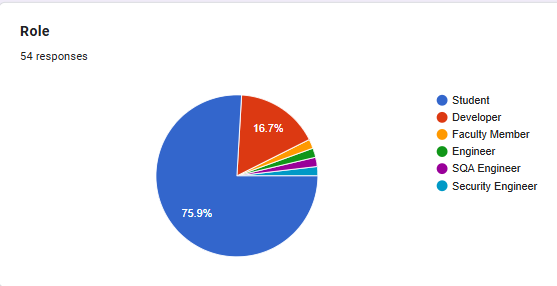 Role
54 responses
16.7%
75.9%
Student
Developer
Faculty Member
Engineer
SQA Engineer
Security Engineer